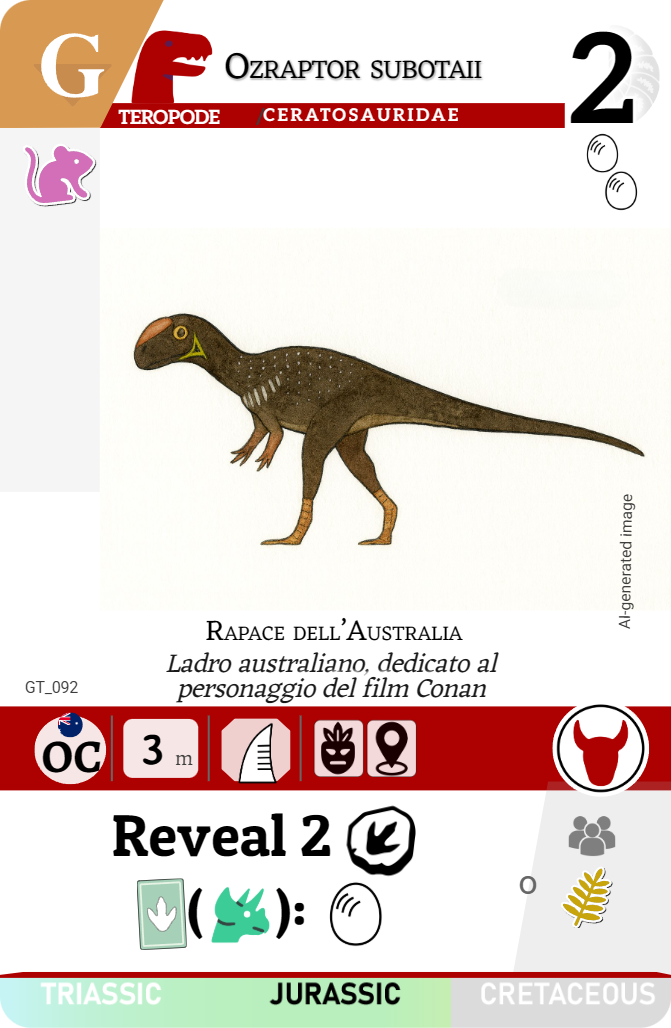 G
OZRAPTOR SUBOTAII
2
TEROPODE
/CERATOSAURIDAE
AI-generated image
RAPACE DELL'AUSTRALIA
Ladro australiano, dedicato al
personaggio del film Conan
GT_092
OC
3 m
Reveal 2
( ):
O
TRIASSIC JURASSIC CRETACEOUS